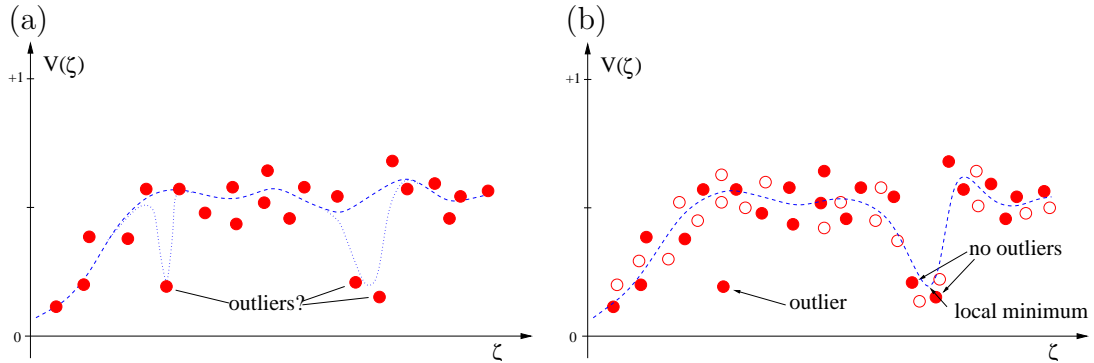 (a)
V(ζ)
+1
outliers?
0
ζ
(b)
V(ζ)
+1
no outliers
outlier
local minimum
0
ζ